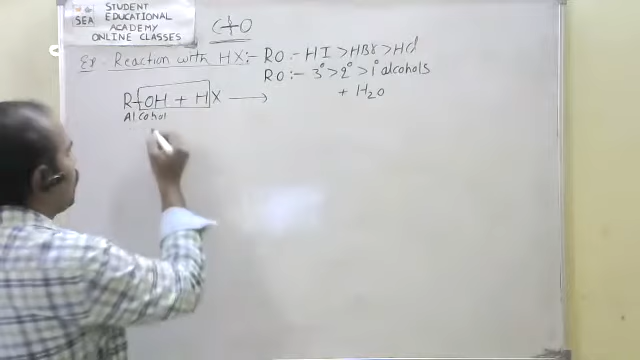 STUDENT
EDUCATIONAL
ACADEMY
ONLINE CLASSES
SEA
C+O
Ex. Reaction with HX:- RO:- HI > HBr > HCl
RO:- 3° > 2° > 1° alcohols
R-OH + HX → + H2O
Alcohol